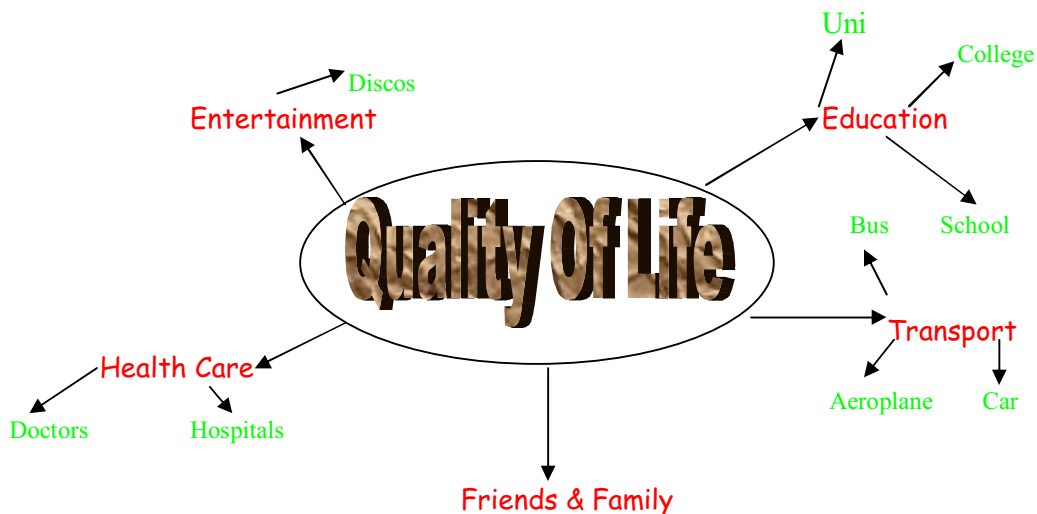 Uni
College
Discos
Entertainment
Education
Quality Of Life
Bus
School
Transport
Health Care
Aeroplane
Car
Doctors
Hospitals
Friends & Family